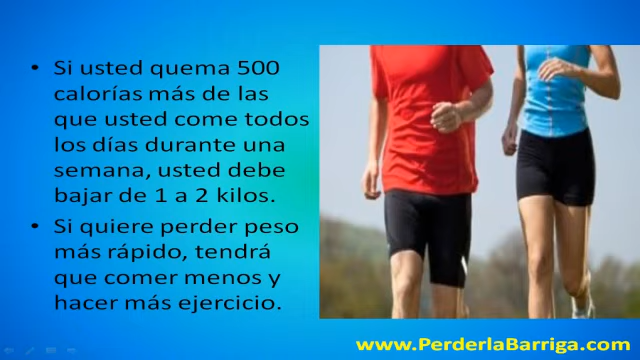 • Si usted quema 500
calorías más de las
que usted come todos
los días durante una
semana, usted debe
bajar de 1 a 2 kilos.
• Si quiere perder peso
más rápido, tendrá
que comer menos y
hacer más ejercicio.
www.PerderlaBarriga.com